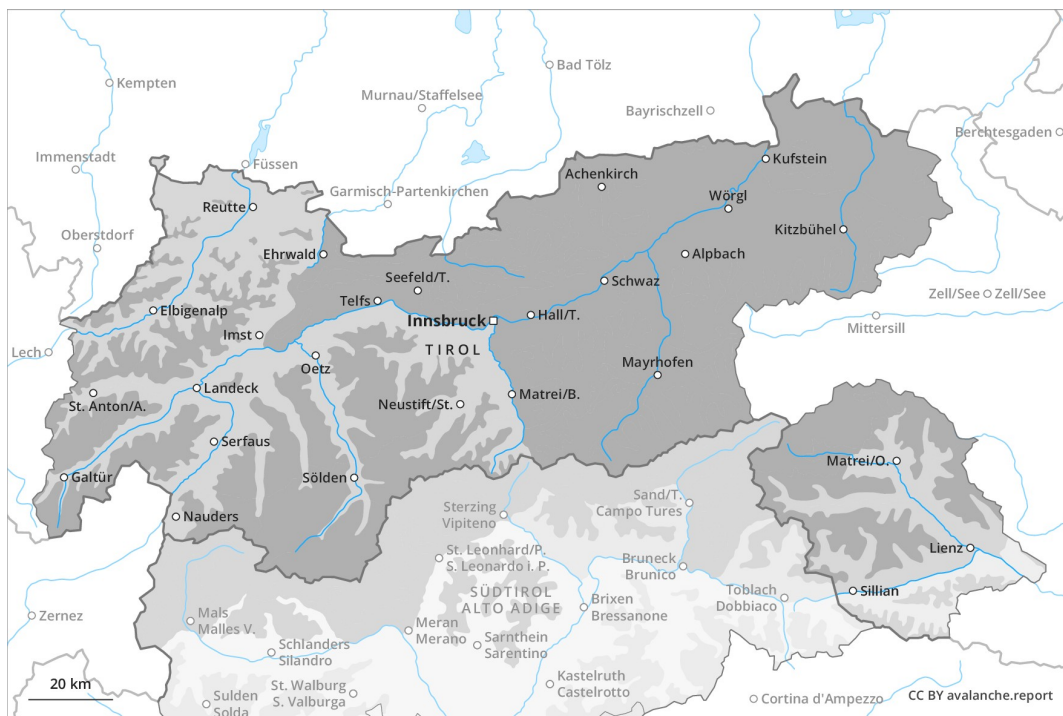 Kempten
Bad Tölz
Murnau/Staffelsee
Bayrischzell
Berchtesgaden
Immenstadt
Füssen
Kufstein
Garmisch-Partenkirchen
Achenkirch
Reutte
Wörgl
Oberstdorf
Kitzbühel
Ehrwald
Alpbach
Seefeld/T.
Schwaz
Telfs
Zell/See
Zell/See
Elbigenalp
Hall/T.
Innsbruck
Mittersill
Imst
Lech
TIROL
Oetz
Mayrhofen
Landeck
St. Anton/A.
Neustift/St.
Matrei/B.
Serfaus
Matrei/O.
Galtür
Sölden
Sand/T.
Campo Tures
Nauders
Sterzing
Vipiteno
Lienz
St. Leonhard/P.
S. Leonardo i. P.
Bruneck
Brunico
SÜDTIROL
ALTO ADIGE
Toblach
Dobbiaco
Sillian
Brixen
Bressanone
Zernez
Mals
Malles V.
Meran
Merano
Sarnthein
Sarentino
Schlanders
Silandro
Kastelruth
Castelrotto
20 km
St. Walburg
S. Valburga
Sulden
Solda
Cortina d'Ampezzo
CC BY avalanche.report